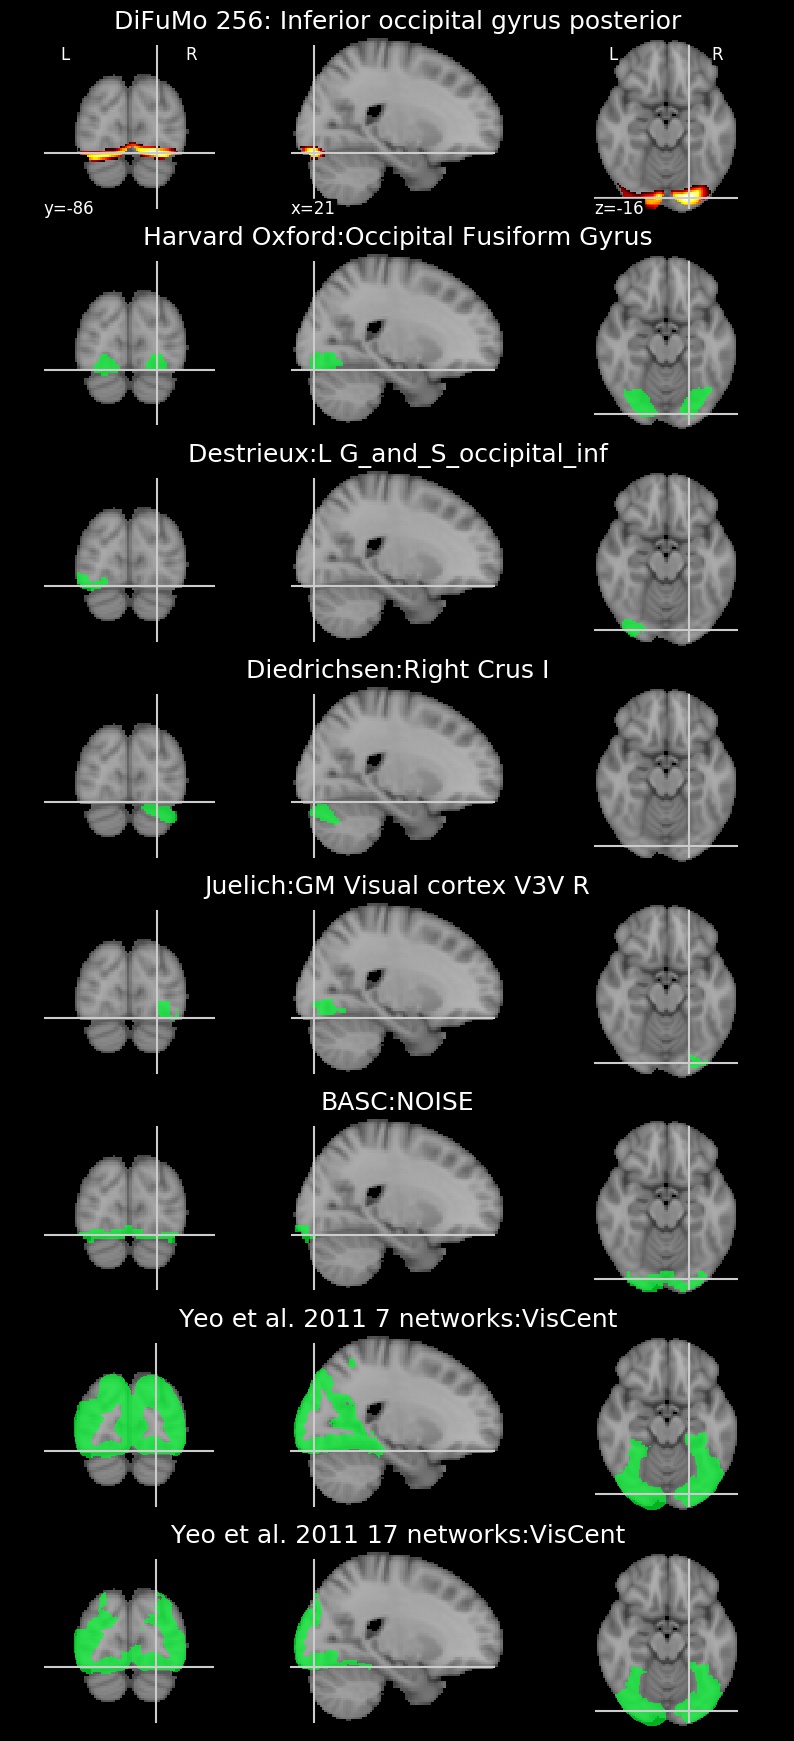 DiFuMo 256: Inferior occipital gyrus posterior
L R L R
y=-86 x=21 z=-16
Harvard Oxford:Occipital Fusiform Gyrus
Destrieux:L G_and_S_occipital_inf
Diedrichsen:Right Crus I
Juelich:GM Visual cortex V3V R
BASC:NOISE
Yeo et al. 2011 7 networks:VisCent
Yeo et al. 2011 17 networks:VisCent